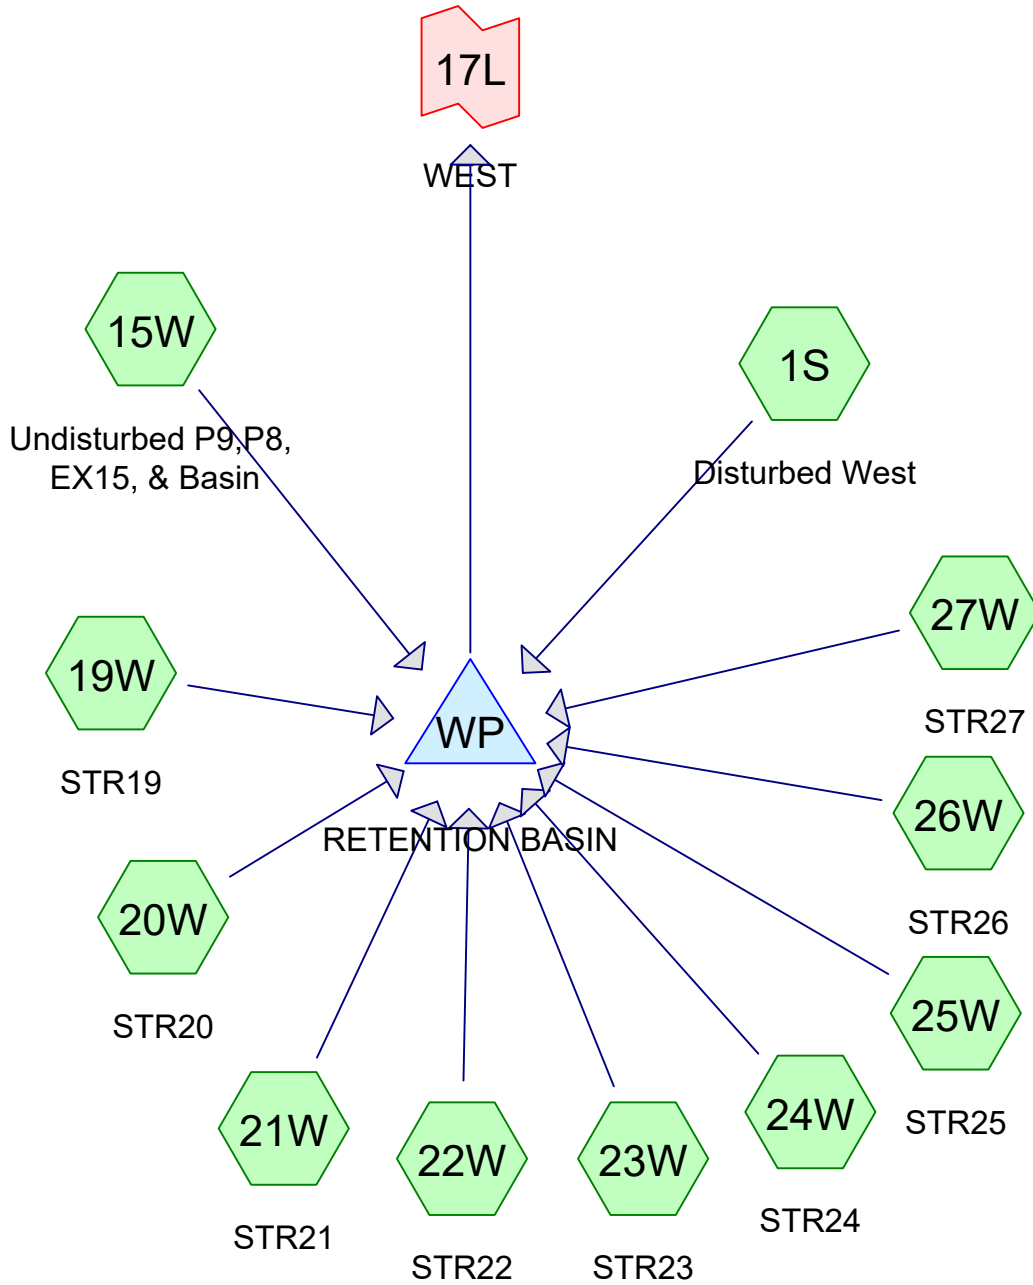 17L
WEST
15W
Undisturbed P9,P8,
EX15, & Basin
1S
Disturbed West
27W
STR27
19W
STR19
WP
RETENTION BASIN
26W
STR26
20W
STR20
25W
STR25
21W
STR21
22W
STR22
23W
STR23
24W
STR24